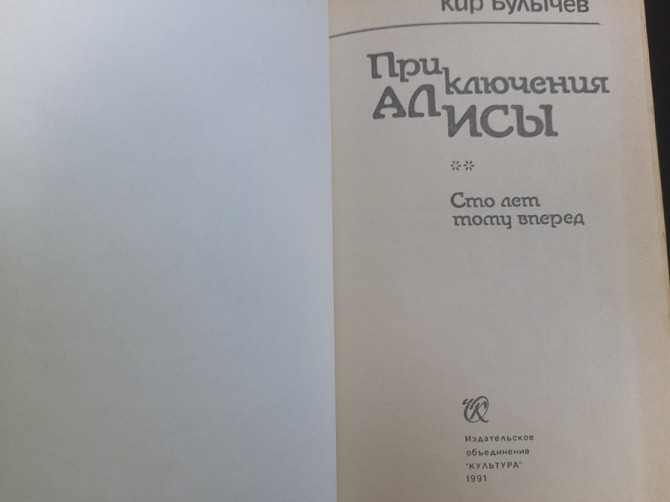 Кир Булычев
Приключения
АЛИСЫ
**
Сто лет
тому вперед
Издательское
объединение
"КУЛЬТУРА"
1991